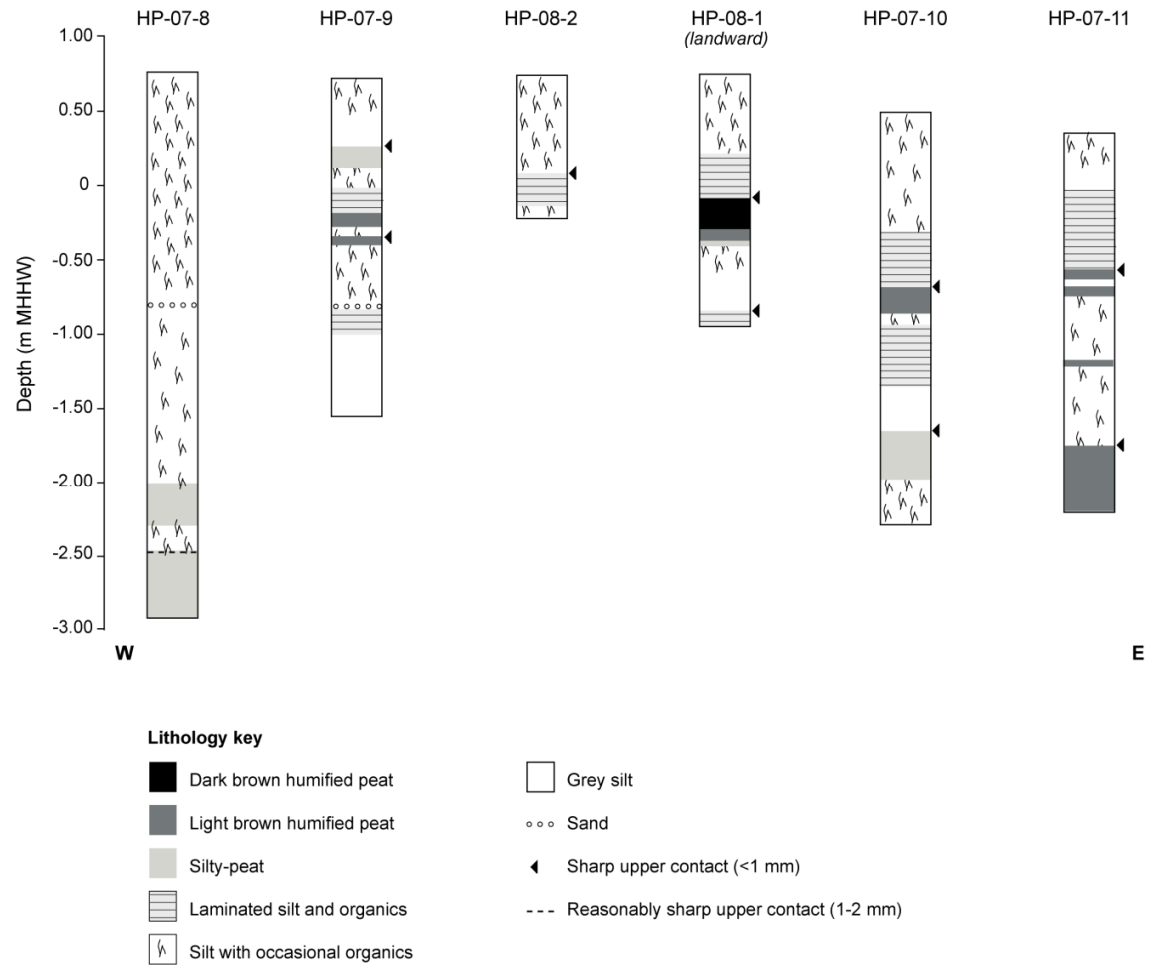 HP-07-8 HP-07-9 HP-08-2 HP-08-1 HP-07-10 HP-07-11
(landward)
1.00
0.50
0
-0.50
-1.00
-1.50
-2.00
-2.50
-3.00
Depth (m MHHW)
W E
Lithology key
Dark brown humified peat
Light brown humified peat
Silty-peat
Laminated silt and organics
Silt with occasional organics
Grey silt
Sand
Sharp upper contact (<1 mm)
Reasonably sharp upper contact (1-2 mm)